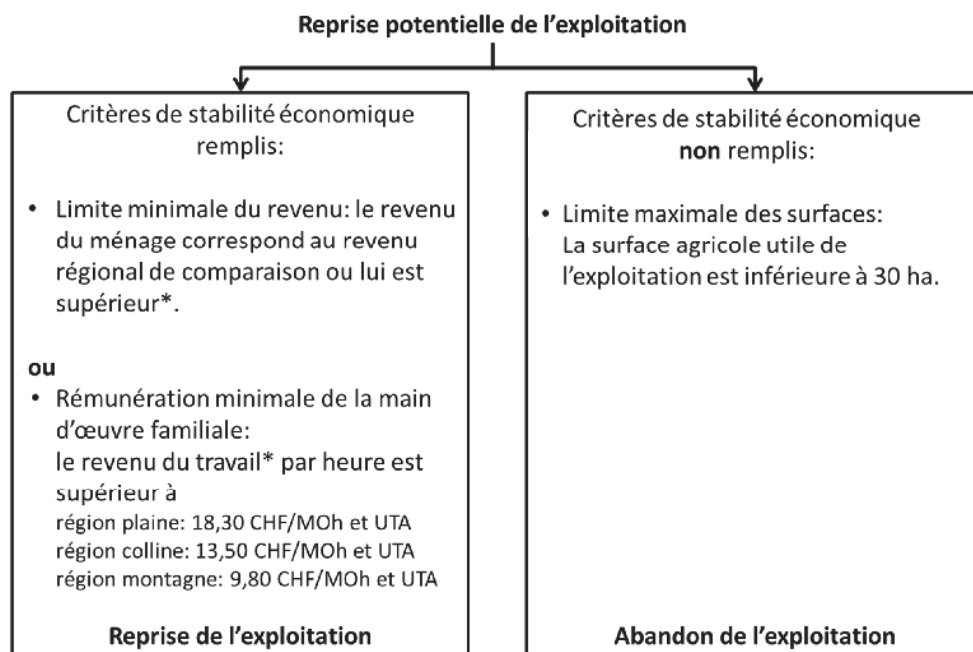 Reprise potentielle de l’exploitation
Critères de stabilité économique
remplis:
• Limite minimale du revenu: le revenu
du ménage correspond au revenu
régional de comparaison ou lui est
supérieur*.
ou
• Rémunération minimale de la main
d’œuvre familiale:
le revenu du travail* par heure est
supérieur à
région plaine: 18,30 CHF/MOh et UTA
région colline: 13,50 CHF/MOh et UTA
région montagne: 9,80 CHF/MOh et UTA
Reprise de l’exploitation
Critères de stabilité économique
non remplis:
• Limite maximale des surfaces:
La surface agricole utile de
l’exploitation est inférieure à 30 ha.
Abandon de l’exploitation